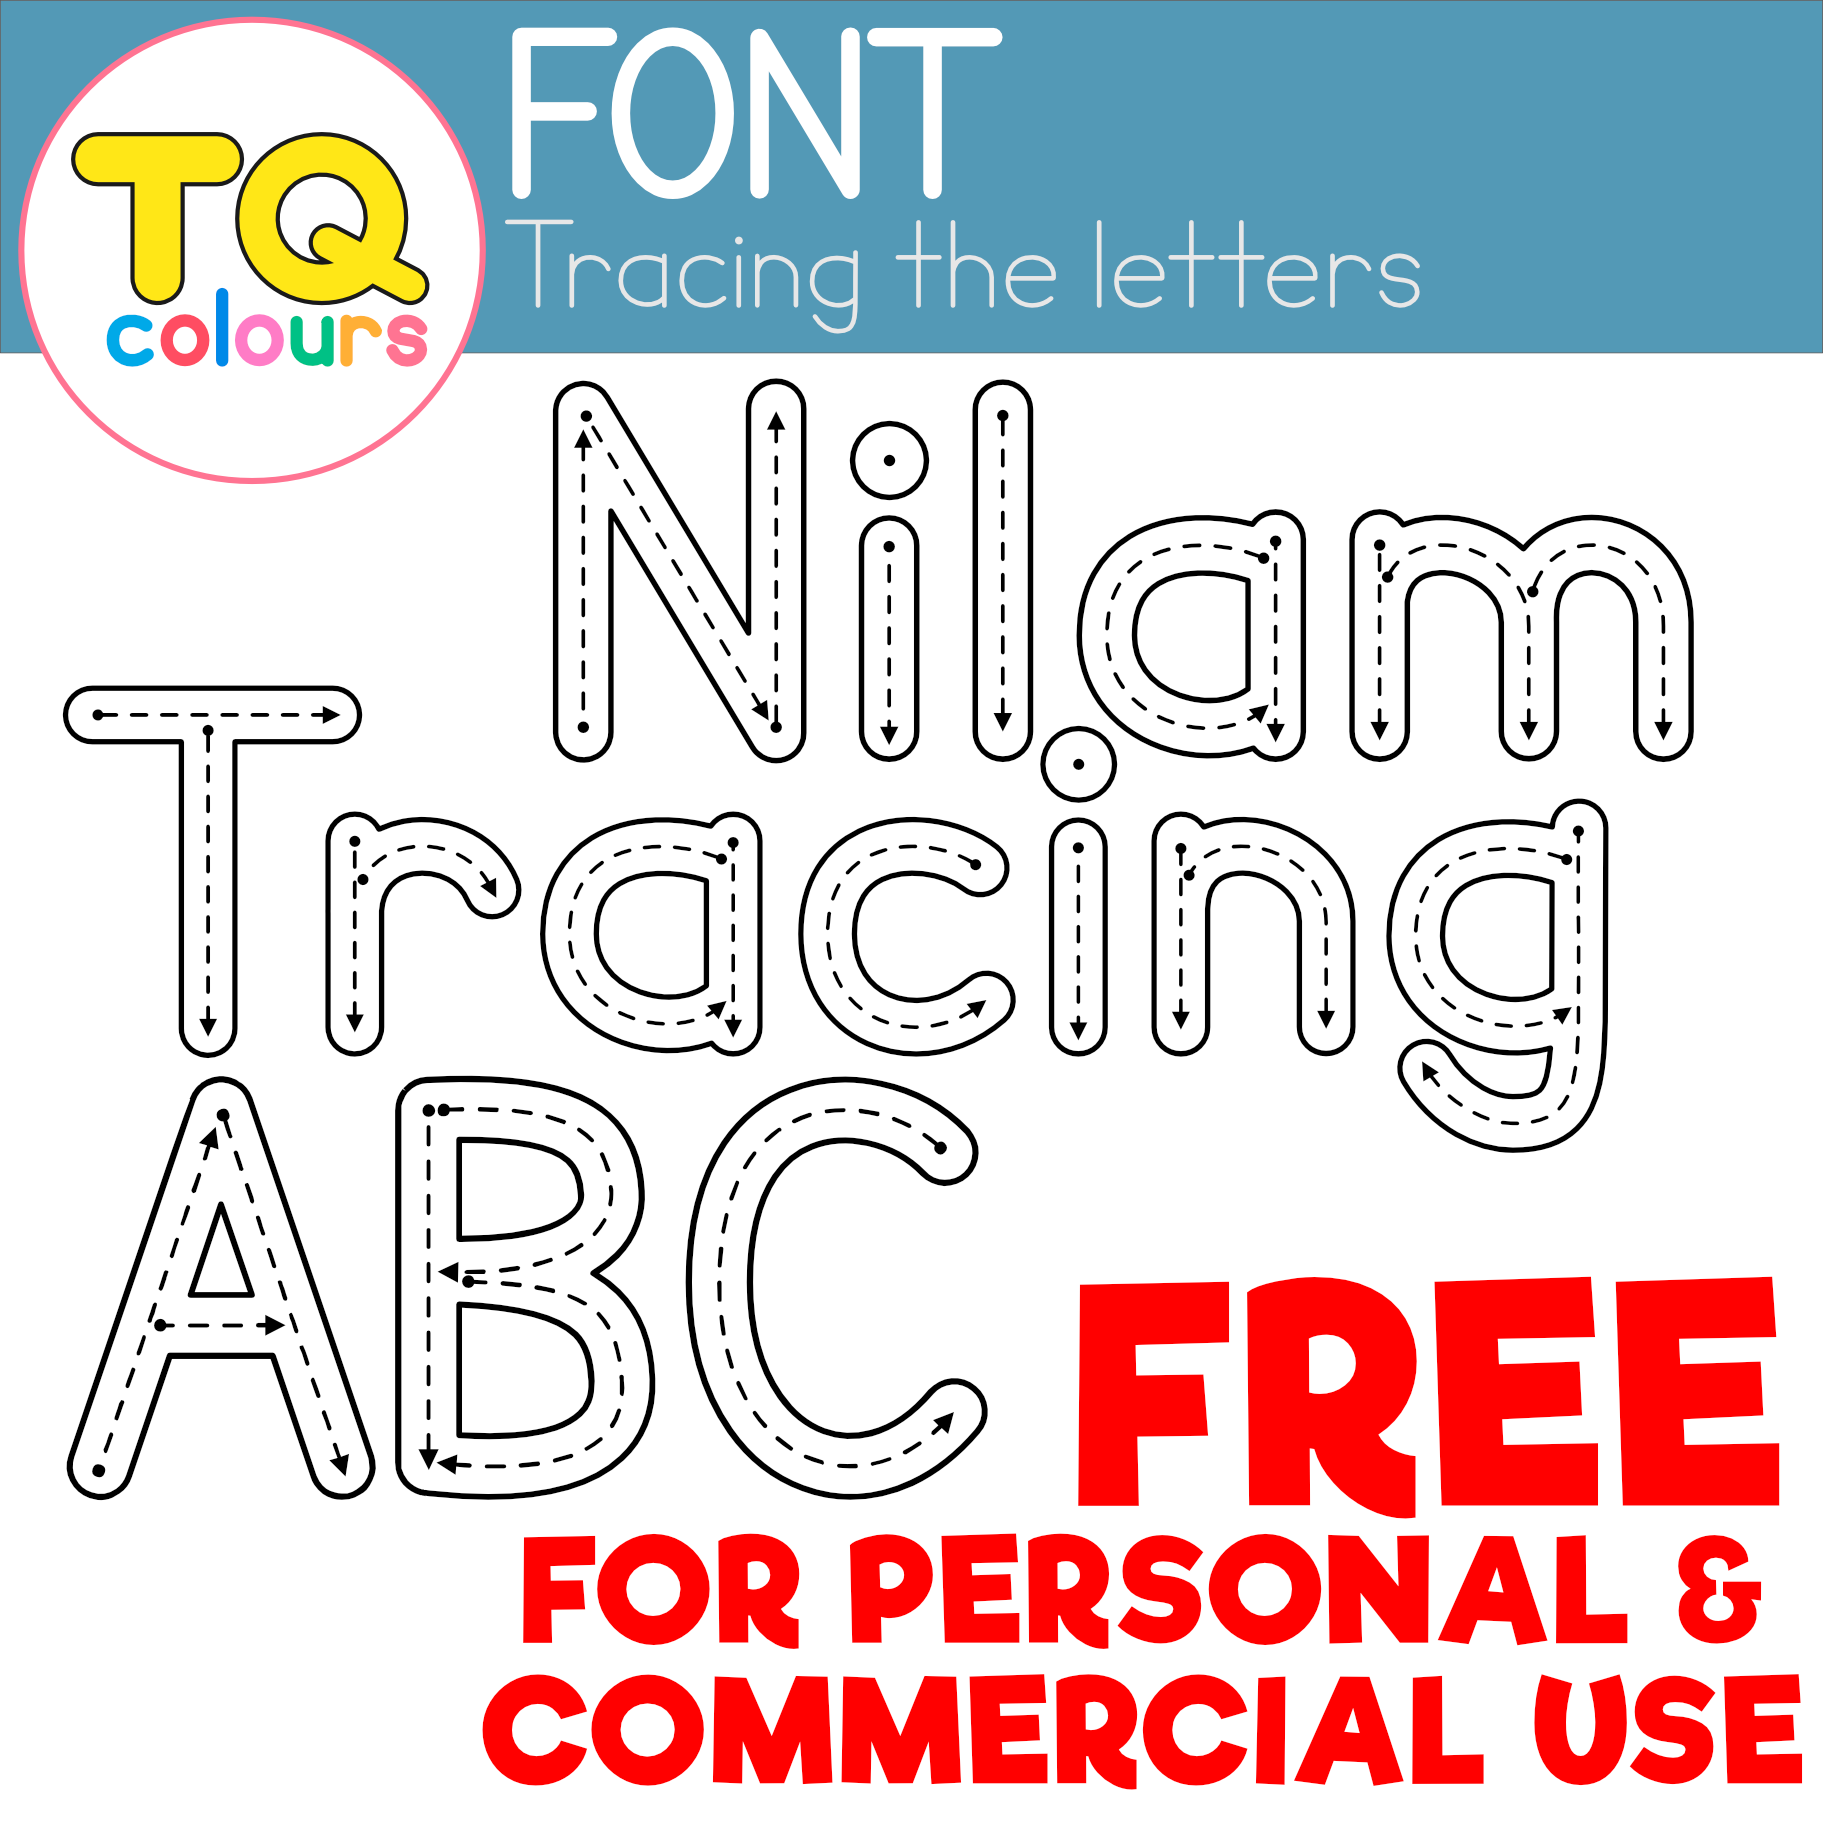 TQ
colours
FONT
Tracing the letters
Nilam
Tracing
ABC
FREE
FOR PERSONAL &
COMMERCIAL USE